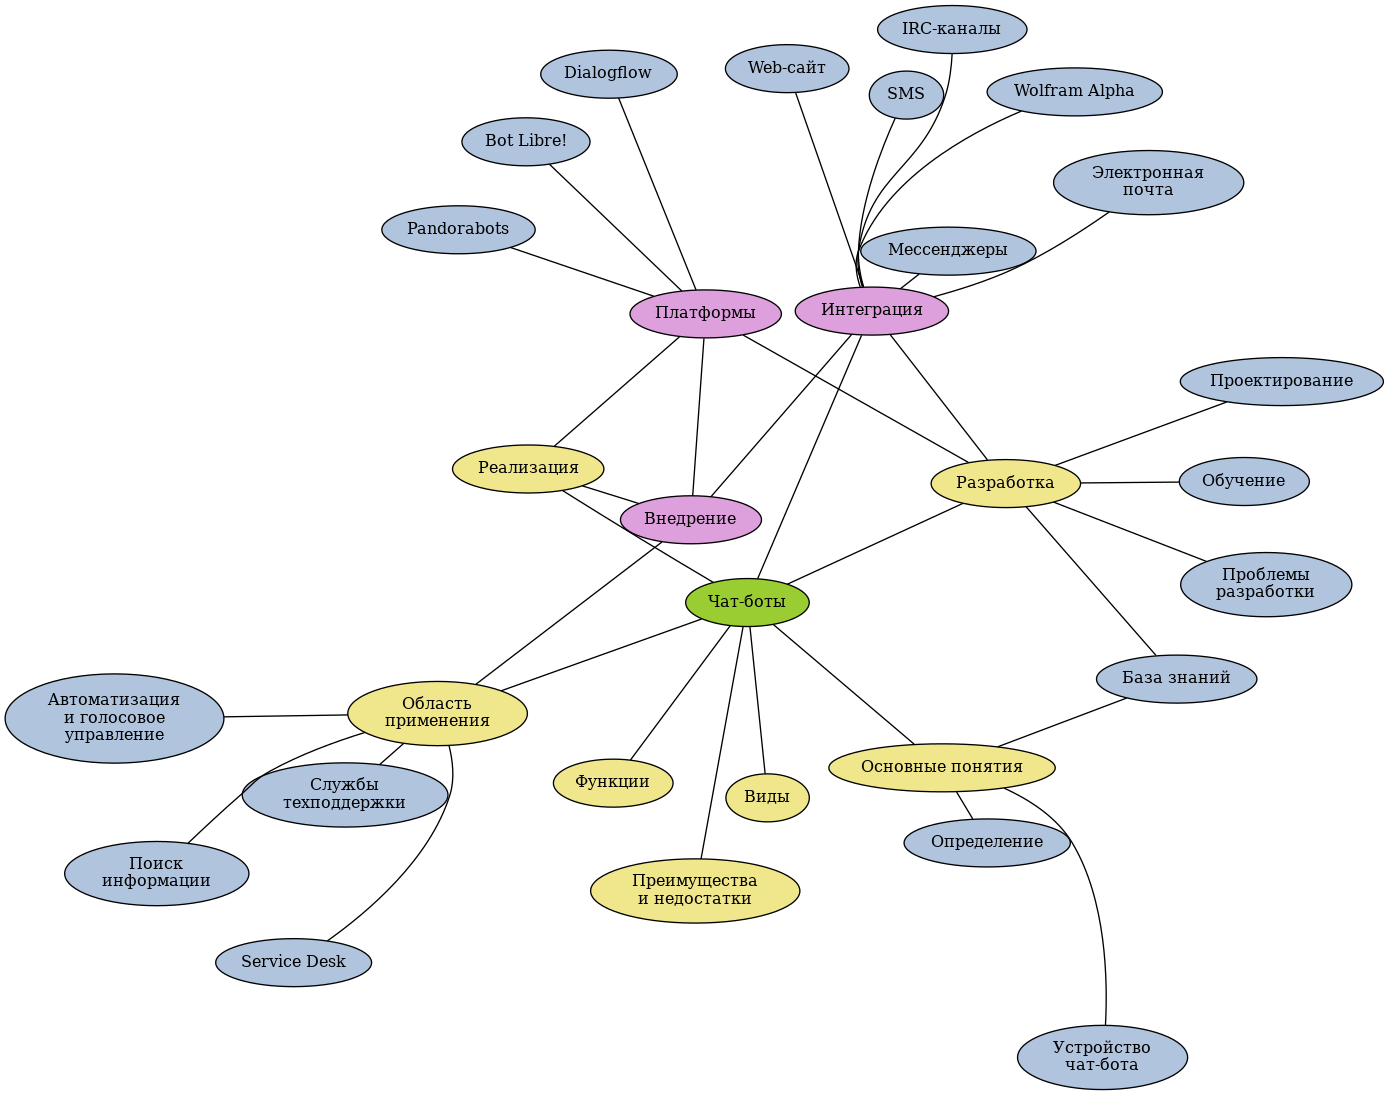 IRC-каналы
Web-сайт
Dialogflow
SMS
Wolfram Alpha
Bot Libre!
Электронная
почта
Pandorabots
Мессенджеры
Платформы
Интеграция
Проектирование
Реализация
Разработка
Обучение
Внедрение
Проблемы
разработки
Чат-боты
База знаний
Автоматизация
и голосовое
управление
Область
применения
Основные понятия
Службы
техподдержки
Функции
Виды
Определение
Поиск
информации
Преимущества
и недостатки
Service Desk
Устройство
чат-бота